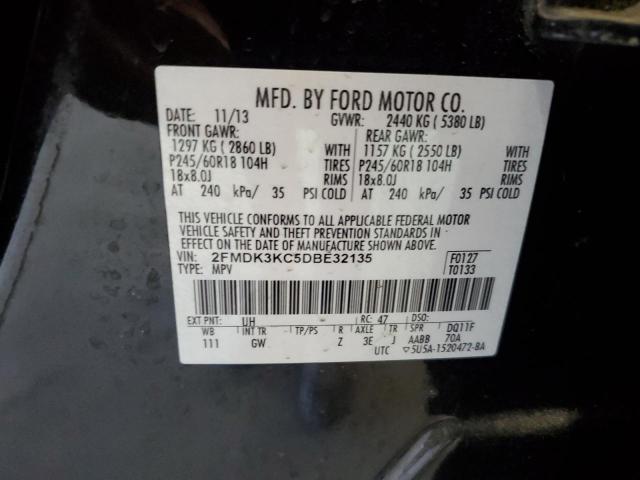 MFD. BY FORD MOTOR CO.
DATE: 11/13 GVWR: 2440 KG ( 5380 LB)
FRONT GAWR: REAR GAWR:
1297 KG ( 2860 LB) WITH 1157 KG ( 2550 LB) WITH
P245/60R18 104H TIRES P245/60R18 104H TIRES
18x8.0J RIMS 18x8.0J RIMS
AT 240 kPa/ 35 PSI COLD AT 240 kPa/ 35 PSI COLD
THIS VEHICLE CONFORMS TO ALL APPLICABLE FEDERAL MOTOR
VEHICLE SAFETY AND BUMPER STANDARDS IN
EFFECT ON THE DATE OF MANUFACTURE SHOWN ABOVE.
VIN: 2FMDK3KC5DBE32135 F0127
TYPE: MPV T0133
EXT PNT: UH RC: 47 DSO:
WB INT TR TP/PS R AXLE TR SPR DQ11F
111 GW Z 3E J AABB 70A
UTC ▽5U5A-1520472-BA